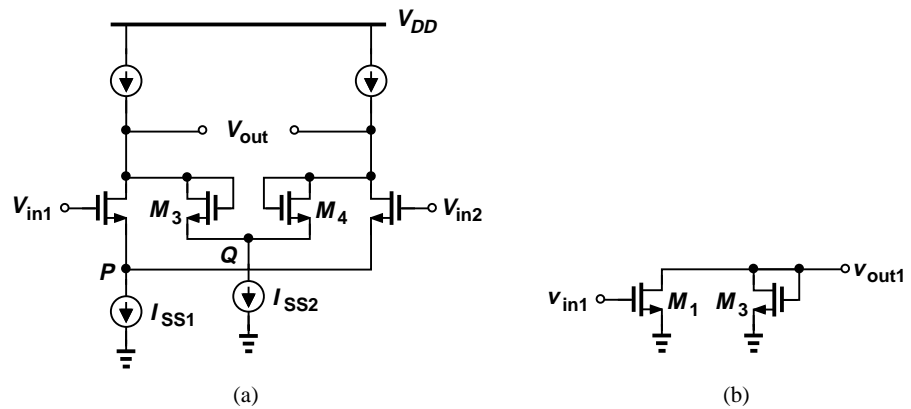 V_DD
V_out
V_in1
M_3
M_4
V_in2
P
Q
I_SS1
I_SS2
v_in1
M_1
M_3
v_out1
(a)
(b)